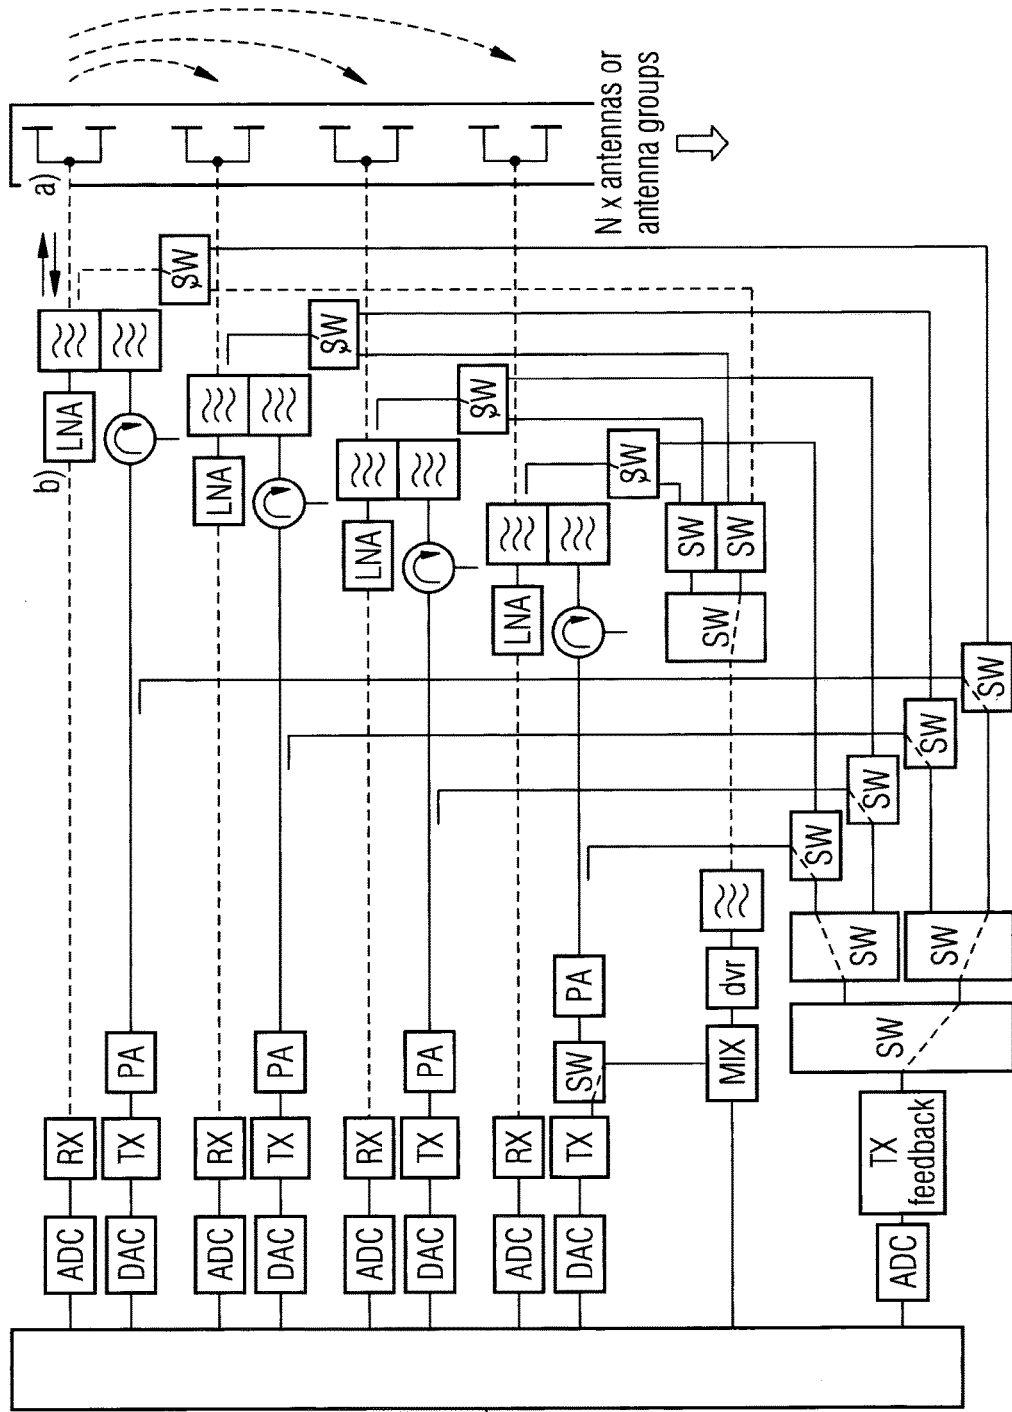 a)
b)
ADC
RX
LNA
DAC
TX
PA
SW
ADC
RX
LNA
DAC
TX
PA
SW
ADC
RX
LNA
DAC
TX
PA
SW
ADC
RX
LNA
DAC
TX
SW
PA
SW
N x antennas or
antenna groups
SW
SW
SW
MIX
dvr
SW
SW
SW
SW
SW
SW
SW
ADC
TX
feedback